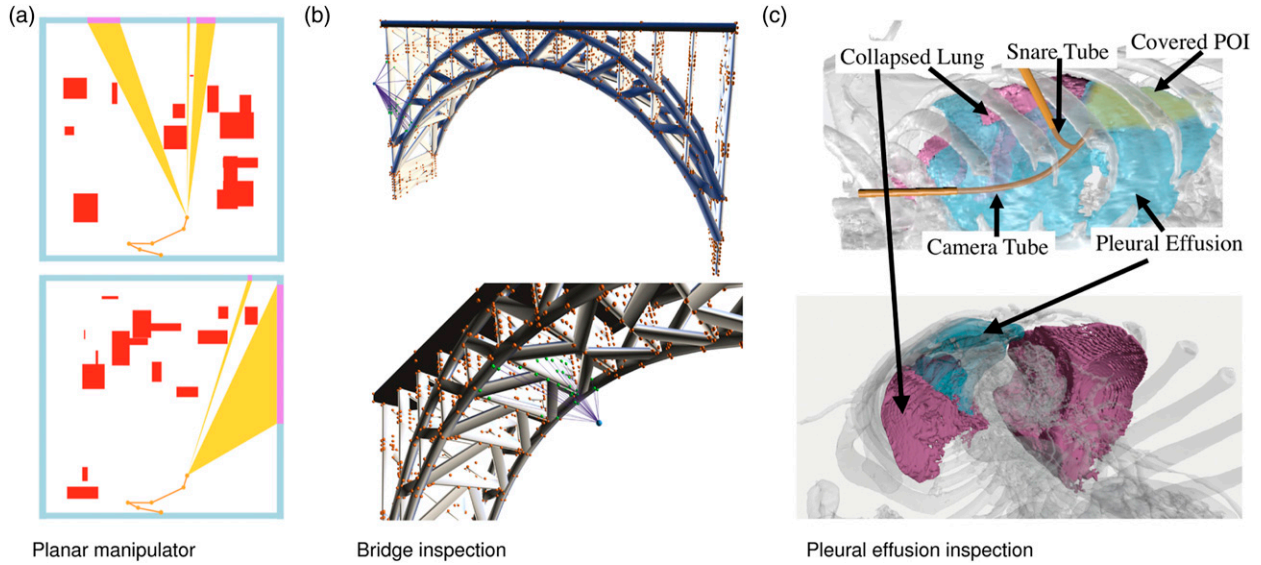 (a)
(b)
(c)
Collapsed Lung
Snare Tube
Covered POI
Camera Tube
Pleural Effusion
Planar manipulator
Bridge inspection
Pleural effusion inspection